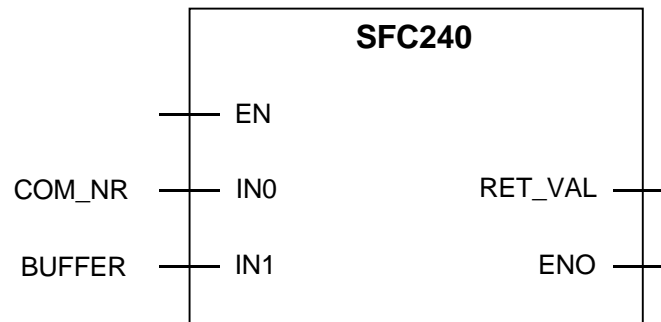 SFC240
EN
COM_NR IN0 RET_VAL
BUFFER IN1 ENO